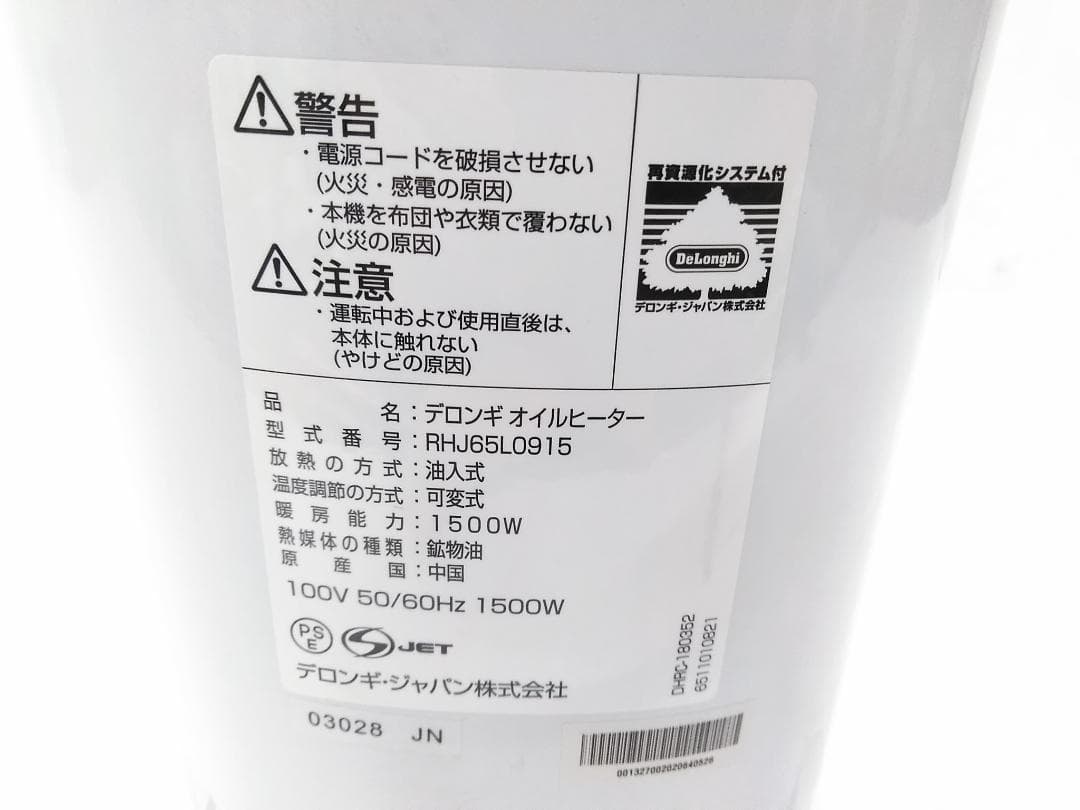 警告
・電源コードを破損させない
(火災・感電の原因)
・本機を布団や衣類で覆わない
(火災の原因)
注意
・運転中および使用直後は、
本体に触れない
(やけどの原因)
再資源化システム付
DeLonghi
デロンギ・ジャパン株式会社
品名：デロンギ オイルヒーター
型式番号：RHJ65L0915
放熱の方式：油入式
温度調節の方式：可変式
暖房能力：1500W
熱媒体の種類：鉱物油
原産国：中国
100V 50/60Hz 1500W
PSE
JET
デロンギ・ジャパン株式会社
DHRC-180352
6511010821
03028 JN
001327002020640526